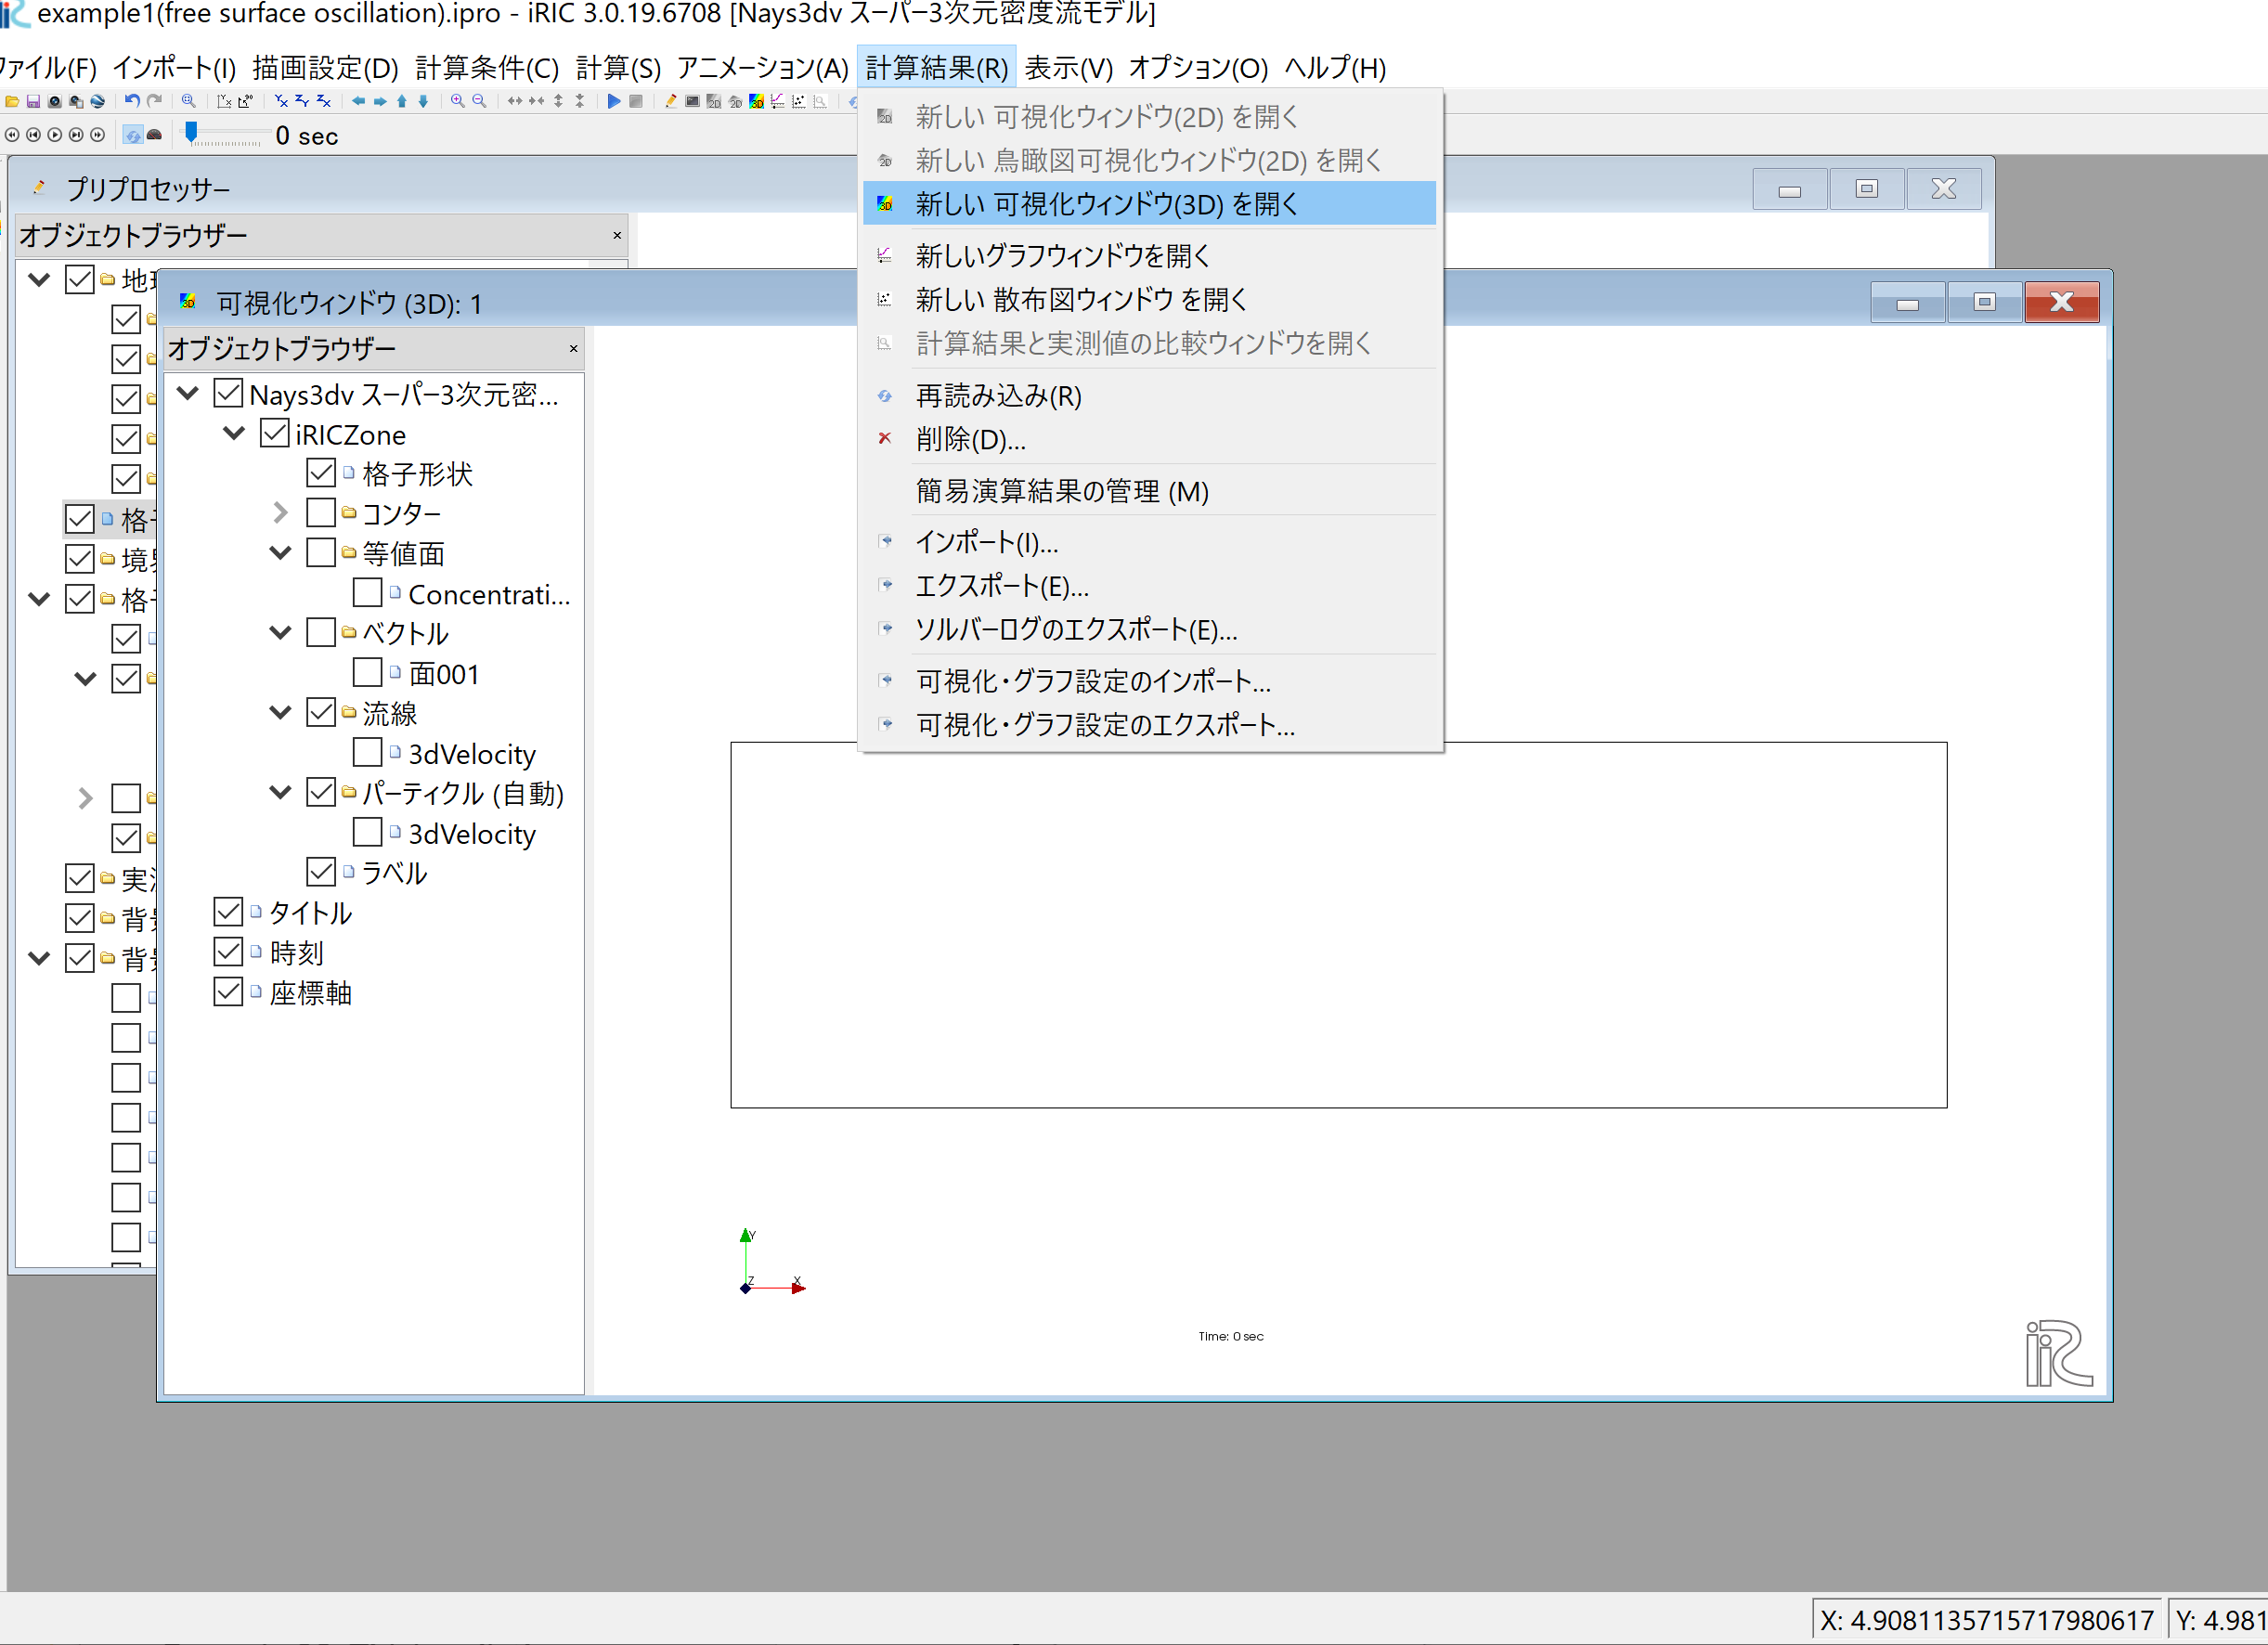 example1(free surface oscillation).ipro - iRIC 3.0.19.6708 [Nays3dv スーパー3次元密度流モデル]
ァイル(F) インポート(I) 描画設定(D) 計算条件(C) 計算(S) アニメーション(A) 計算結果(R) 表示(V) オプション(O) ヘルプ(H)
0 sec
新しい 可視化ウィンドウ(2D) を開く
新しい 鳥瞰図可視化ウィンドウ(2D) を開く
新しい 可視化ウィンドウ(3D) を開く
新しいグラフウィンドウを開く
新しい 散布図ウィンドウ を開く
計算結果と実測値の比較ウィンドウを開く
再読み込み(R)
削除(D)...
簡易演算結果の管理 (M)
インポート(I)...
エクスポート(E)...
ソルバーログのエクスポート(E)...
可視化・グラフ設定のインポート...
可視化・グラフ設定のエクスポート...
プリプロセッサー
オブジェクトブラウザー
格
境
格
実
背
背
可視化ウィンドウ (3D): 1
オブジェクトブラウザー
Nays3dv スーパー3次元密...
iRICZone
格子形状
コンター
等値面
Concentrati...
ベクトル
面001
流線
3dVelocity
パーティクル (自動)
3dVelocity
ラベル
タイトル
時刻
座標軸
Y
Z X
Time: 0 sec
iRIC
X: 4.9081135715717980617 Y: 4.981